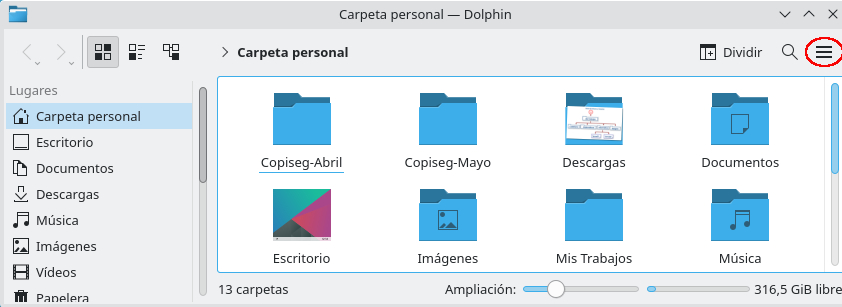 Carpeta personal — Dolphin
Carpeta personal
Dividir
Lugares
Carpeta personal
Escritorio
Documentos
Descargas
Música
Imágenes
Vídeos
Papelera
Copiseg-Abril
Copiseg-Mayo
Descargas
Documentos
Escritorio
Imágenes
Mis Trabajos
Música
13 carpetas
Ampliación:
316,5 GiB libre